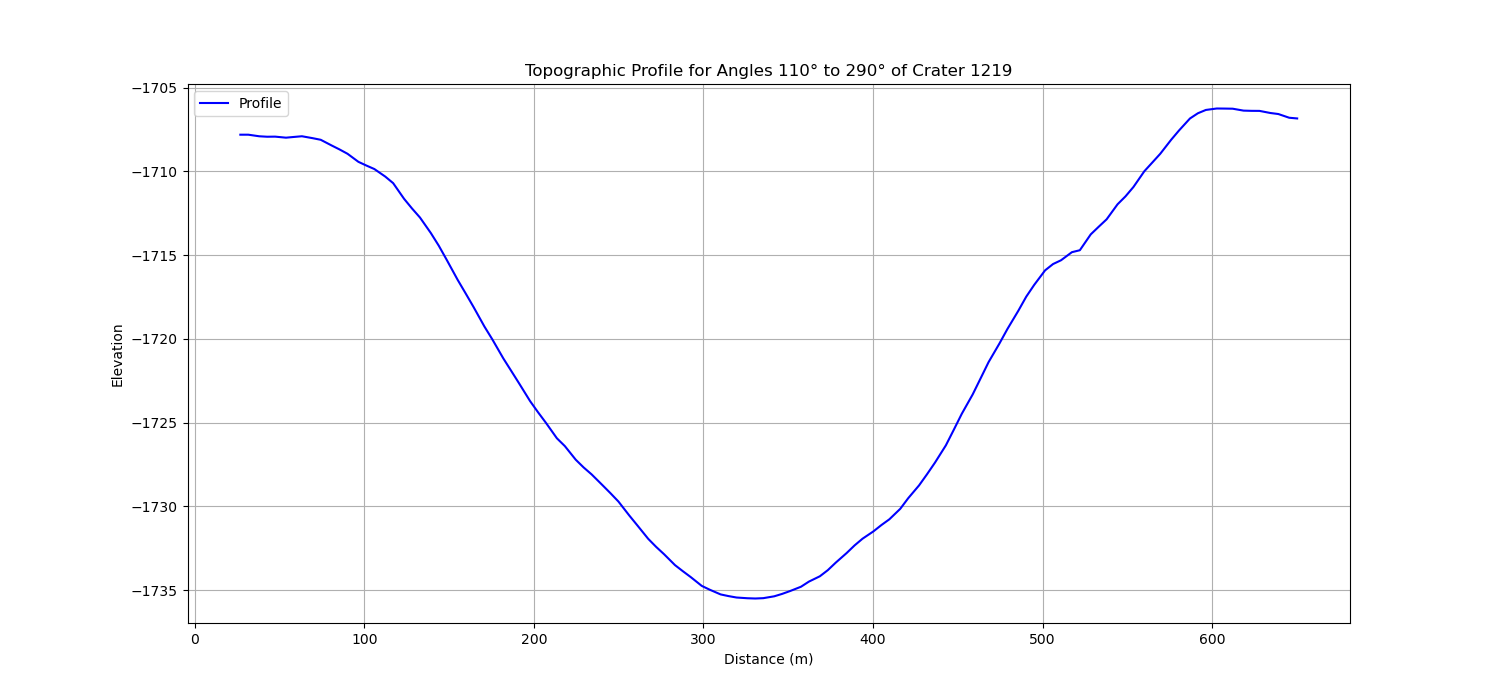 Topographic Profile for Angles 110° to 290° of Crater 1219
Profile
−1705
−1710
−1715
−1720
−1725
−1730
−1735
Elevation
0 100 200 300 400 500 600
Distance (m)